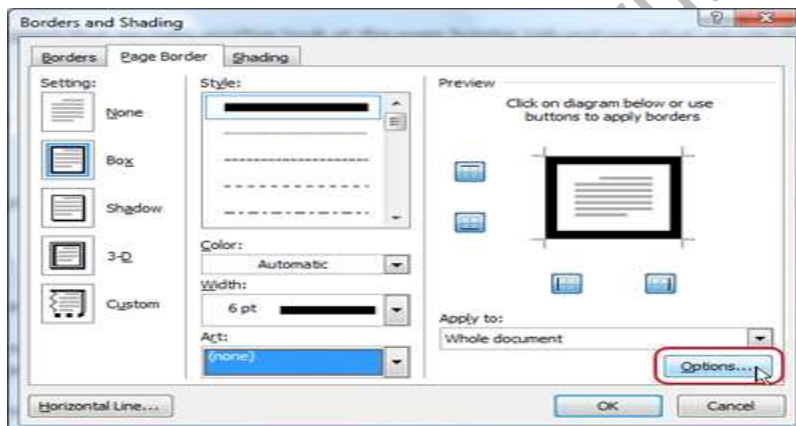 Borders and Shading
Borders Page Border Shading
Setting:
None
Box
Shadow
3-D
Custom
Style:
Color:
Automatic
Width:
6 pt
Art:
(none)
Preview
Click on diagram below or use
buttons to apply borders
Apply to:
Whole document
Options...
Horizontal Line...
OK Cancel